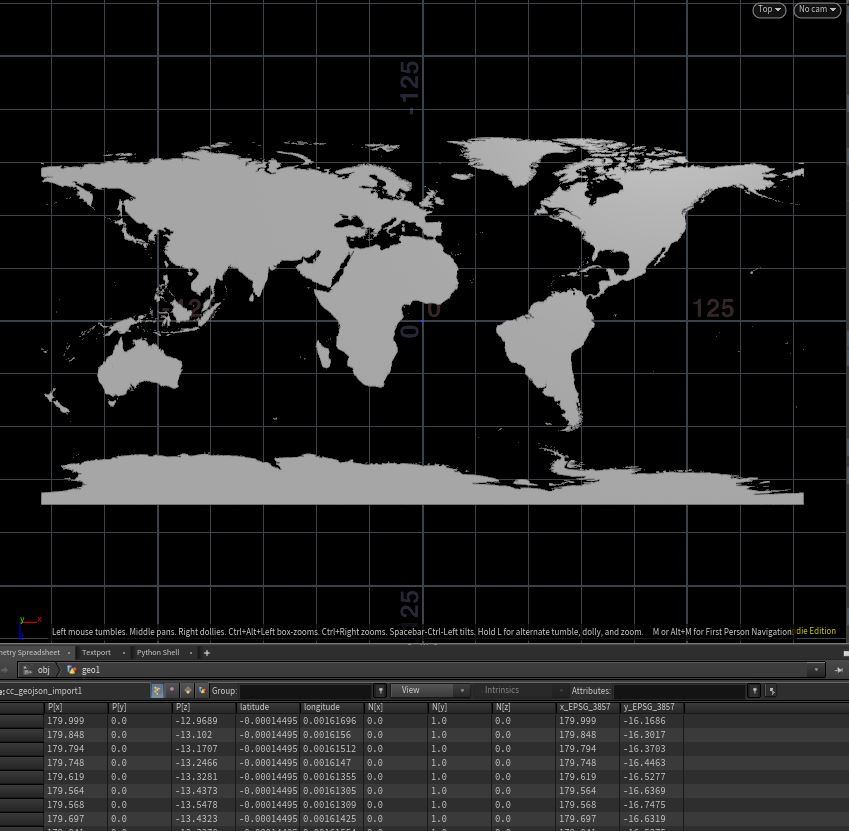 Top
No cam
-125
12
0
125
0
25
Left mouse tumbles. Middle pans. Right dollies. Ctrl+Alt+Left box-zooms. Ctrl+Right zooms. Spacebar-Ctrl-Left tilts. Hold L for alternate tumble, dolly, and zoom. M or Alt+M for First Person Navigation.
die Edition
y x
metry Spreadsheet Textport Python Shell +
obj geo1
cc_geojson_import1 Group: View Intrinsics Attributes:
P[x] P[y] P[z] latitude longitude N[x] N[y] N[z] x_EPSG_3857 y_EPSG_3857
179.999 0.0 -12.9689 -0.00014495 0.00161696 0.0 1.0 0.0 179.999 -16.1686
179.848 0.0 -13.102 -0.00014495 0.0016156 0.0 1.0 0.0 179.848 -16.3017
179.794 0.0 -13.1707 -0.00014495 0.00161512 0.0 1.0 0.0 179.794 -16.3703
179.748 0.0 -13.2466 -0.00014495 0.0016147 0.0 1.0 0.0 179.748 -16.4463
179.619 0.0 -13.3281 -0.00014495 0.00161355 0.0 1.0 0.0 179.619 -16.5277
179.564 0.0 -13.4373 -0.00014495 0.00161305 0.0 1.0 0.0 179.564 -16.6369
179.568 0.0 -13.5478 -0.00014495 0.00161309 0.0 1.0 0.0 179.568 -16.7475
179.697 0.0 -13.4323 -0.00014495 0.00161425 0.0 1.0 0.0 179.697 -16.6319